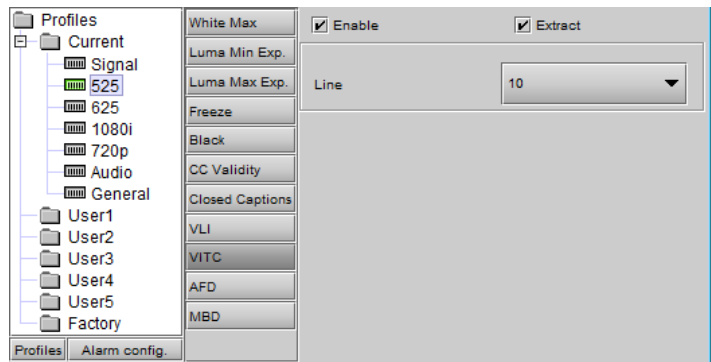 Profiles
Current
Signal
525
625
1080i
720p
Audio
General
User1
User2
User3
User4
User5
Factory
Profiles
Alarm config.
White Max
Luma Min Exp.
Luma Max Exp.
Freeze
Black
CC Validity
Closed Captions
VLI
VITC
AFD
MBD
Enable
Extract
Line
10